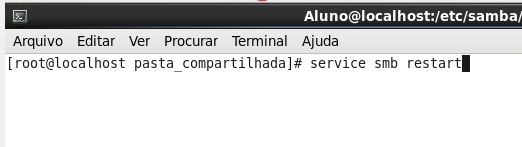 Aluno@localhost:/etc/samba/
Arquivo Editar Ver Procurar Terminal Ajuda
[root@localhost pasta_compartilhada]# service smb restart